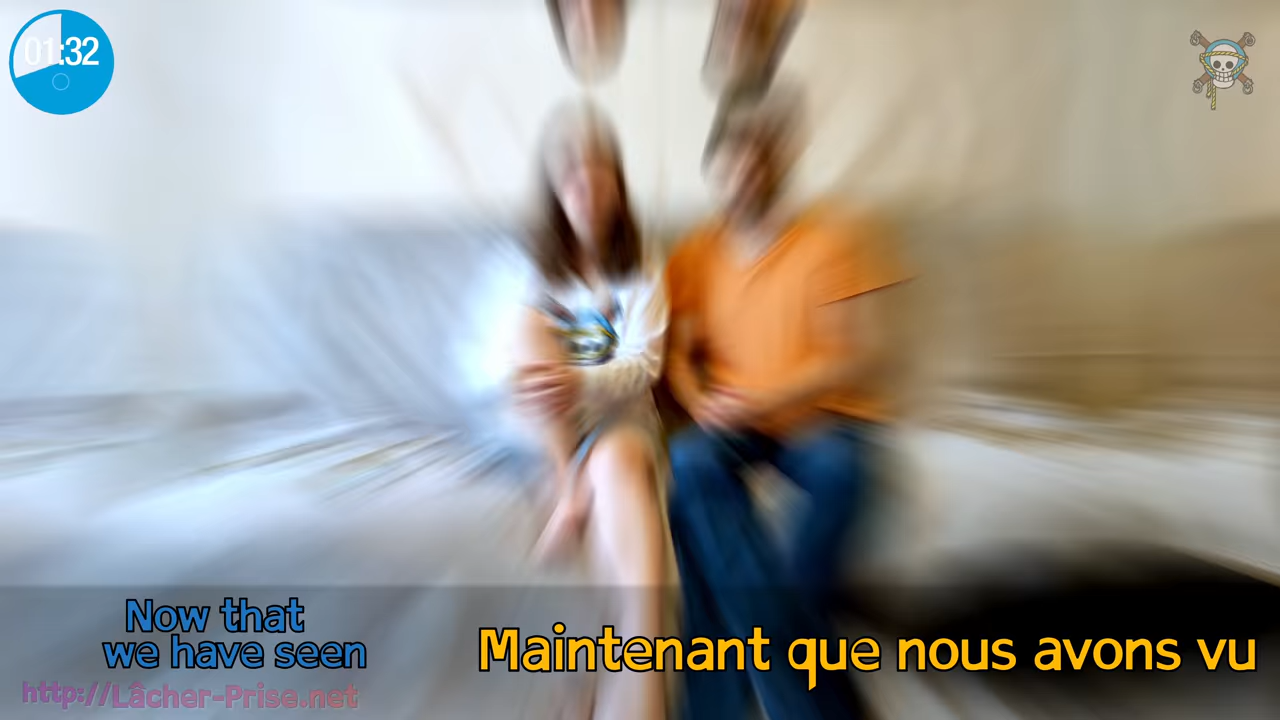 01:32
Now that
we have seen
Maintenant que nous avons vu
http://Lâcher-Prise.net